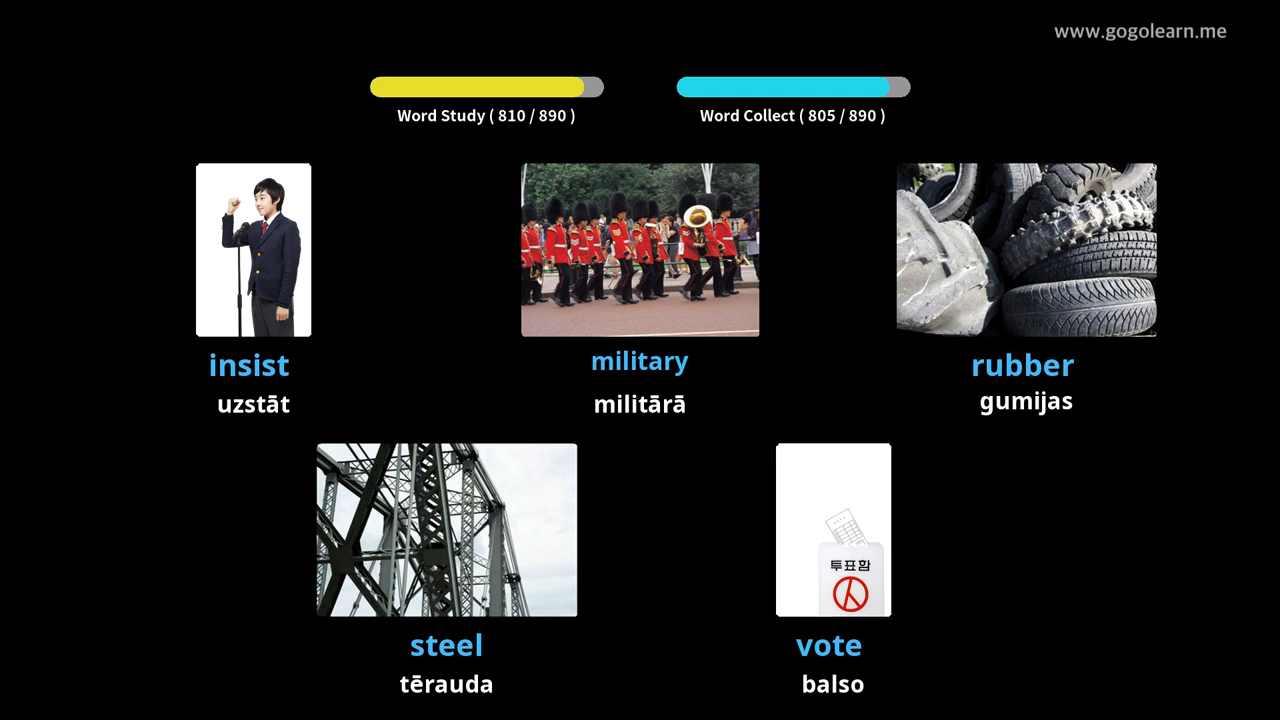 www.gogolearn.me
Word Study ( 810 / 890 )
Word Collect ( 805 / 890 )
insist
military
rubber
uzstāt
militārā
gumijas
투표함
steel
vote
tērauda
balso